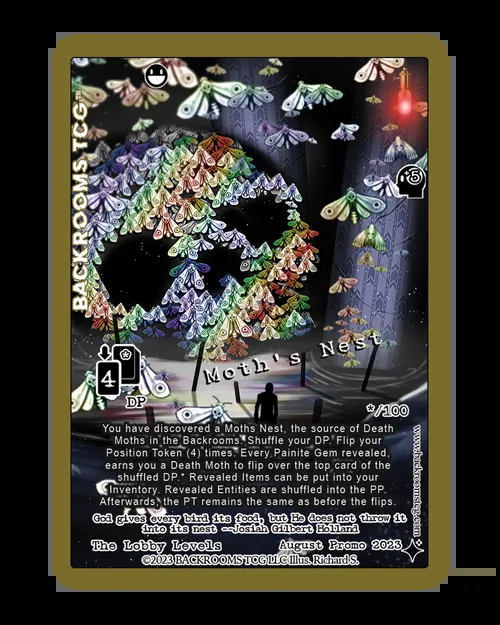 BACKROOMS TCG™
+5
Moth's Nest
4
DP
*/100
You have discovered a Moths Nest, the source of Death
Moths in the Backrooms. Shuffle your DP. Flip your
Position Token (4) times. Every Painite Gem revealed,
earns you a Death Moth to flip over the top card of the
shuffled DP.* Revealed Items can be put into your
Inventory. Revealed Entities are shuffled into the PP.
Afterwards, the PT remains the same as before the flips.
God gives every bird its food, but He does not throw it
into its nest --Josiah Gilbert Holland
The Lobby Levels August Promo 2023
©2023 BACKROOMS TCG LLC Illus. Richard S.
www.backroomstcg.com